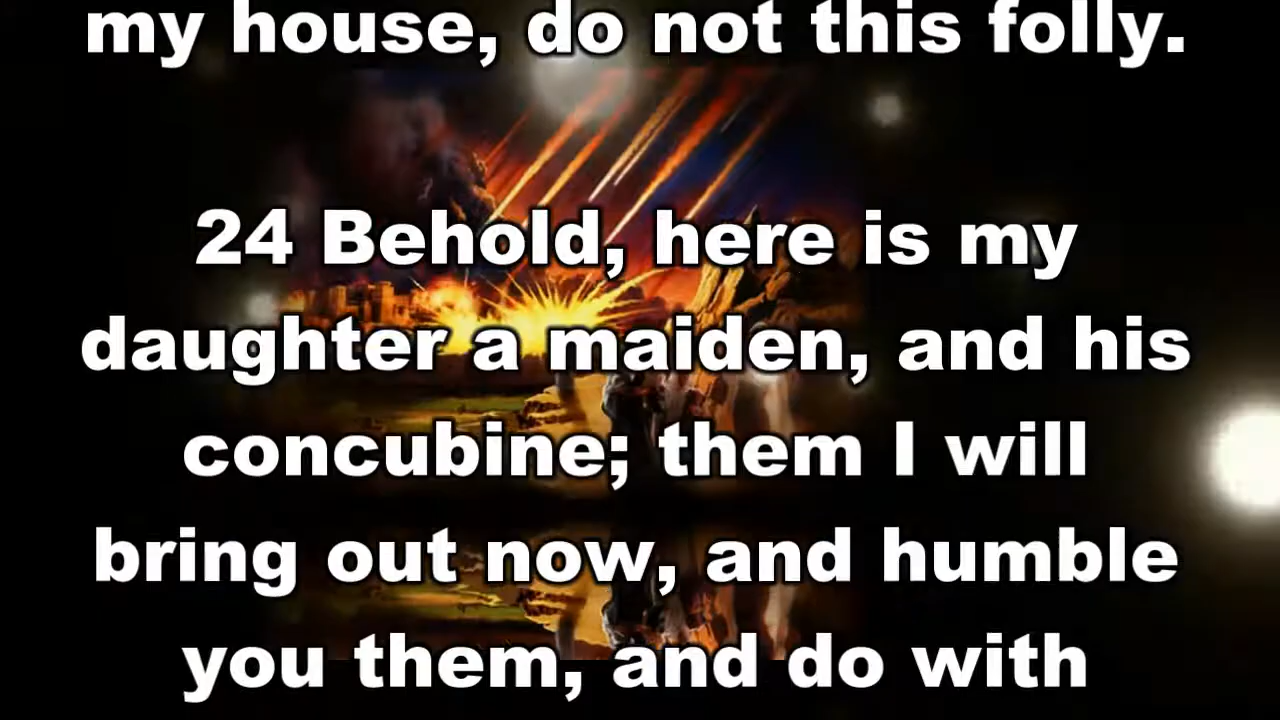 my house, do not this folly.
24 Behold, here is my
daughter a maiden, and his
concubine; them I will
bring out now, and humble
you them, and do with